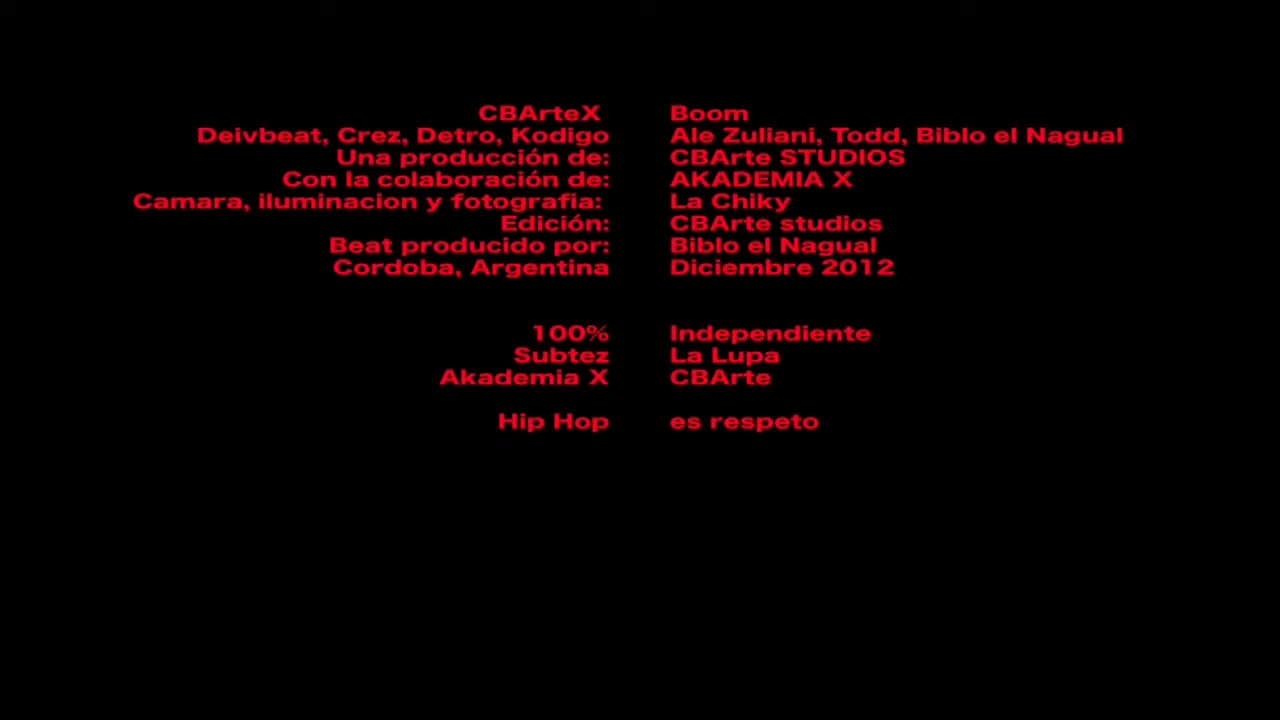 CBArteX Boom
Deivbeat, Crez, Detro, Kodigo Ale Zuliani, Todd, Biblo el Nagual
Una producción de: CBArte STUDIOS
Con la colaboración de: AKADEMIA X
Camara, iluminacion y fotografia: La Chiky
Edición: CBArte studios
Beat producido por: Biblo el Nagual
Cordoba, Argentina Diciembre 2012
100% Independiente
Subtez La Lupa
Akademia X CBArte
Hip Hop es respeto